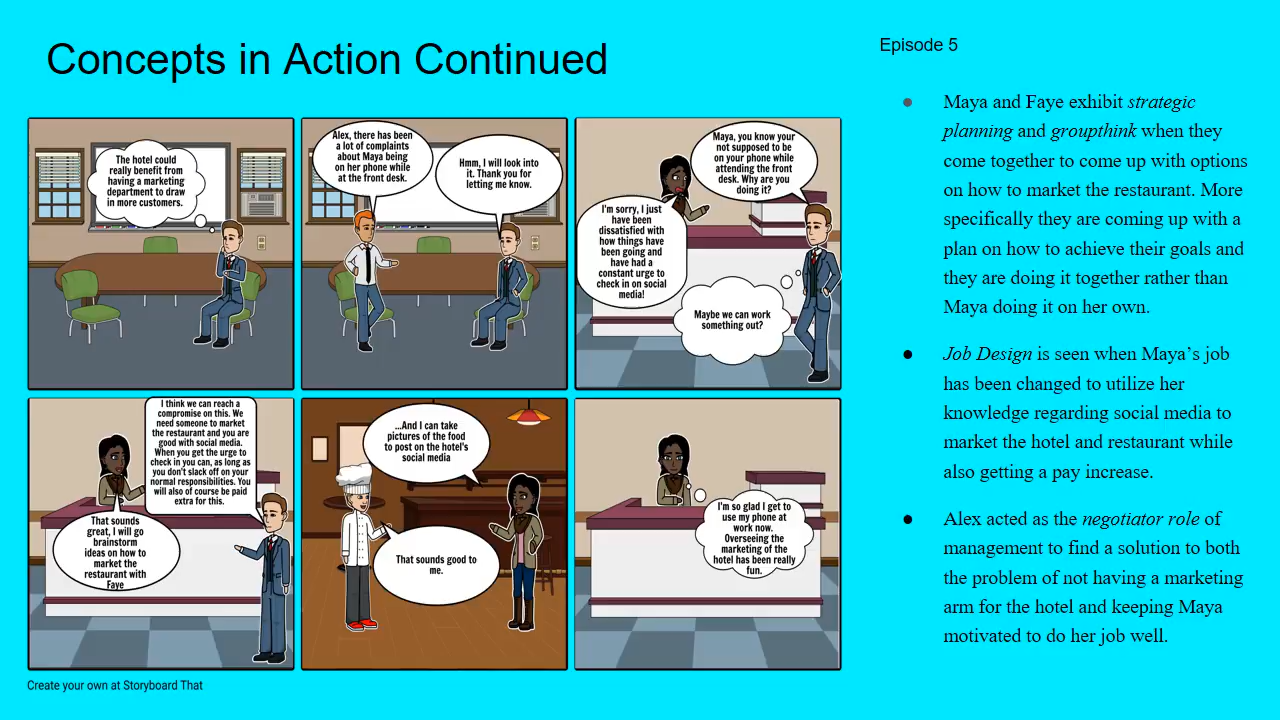 Concepts in Action Continued
Episode 5
The hotel could
really benefit from
having a marketing
department to draw
in more customers.
Alex, there has been
a lot of complaints
about Maya being
on her phone while
at the front desk.
Hmm, I will look into
it. Thank you for
letting me know.
Maya, you know your
not supposed to be
on your phone while
attending the front
desk. Why are you
doing it?
I'm sorry, I just
have been
dissatisfied with
how things have
been going and
have had a
constant urge to
check in on social
media!
Maybe we can work
something out?
I think we can reach a
compromise on this. We
need someone to market
the restaurant and you are
good with social media.
When you get the urge to
check in you can, as long as
you don't slack off on your
normal responsibilities. You
will also of course be paid
extra for this.
That sounds
great, I will go
brainstorm
ideas on how to
market the
restaurant with
Faye
...And I can take
pictures of the food
to post on the hotel's
social media
That sounds good to
me.
I'm so glad I get to
use my phone at
work now.
Overseeing the
marketing of the
hotel has been really
fun.
Create your own at Storyboard That
● Maya and Faye exhibit strategic
planning and groupthink when they
come together to come up with options
on how to market the restaurant. More
specifically they are coming up with a
plan on how to achieve their goals and
they are doing it together rather than
Maya doing it on her own.
● Job Design is seen when Maya’s job
has been changed to utilize her
knowledge regarding social media to
market the hotel and restaurant while
also getting a pay increase.
● Alex acted as the negotiator role of
management to find a solution to both
the problem of not having a marketing
arm for the hotel and keeping Maya
motivated to do her job well.